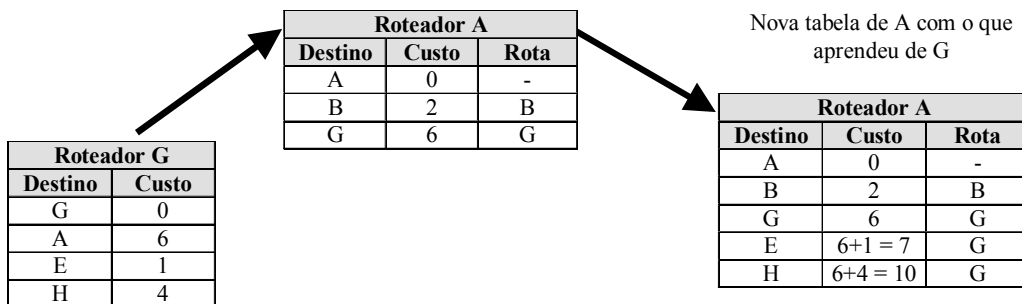 Roteador A
Destino Custo Rota
A 0 -
B 2 B
G 6 G
Nova tabela de A com o que
aprendeu de G
Roteador G
Destino Custo
G 0
A 6
E 1
H 4
Roteador A
Destino Custo Rota
A 0 -
B 2 B
G 6 G
E 6+1 = 7 G
H 6+4 = 10 G